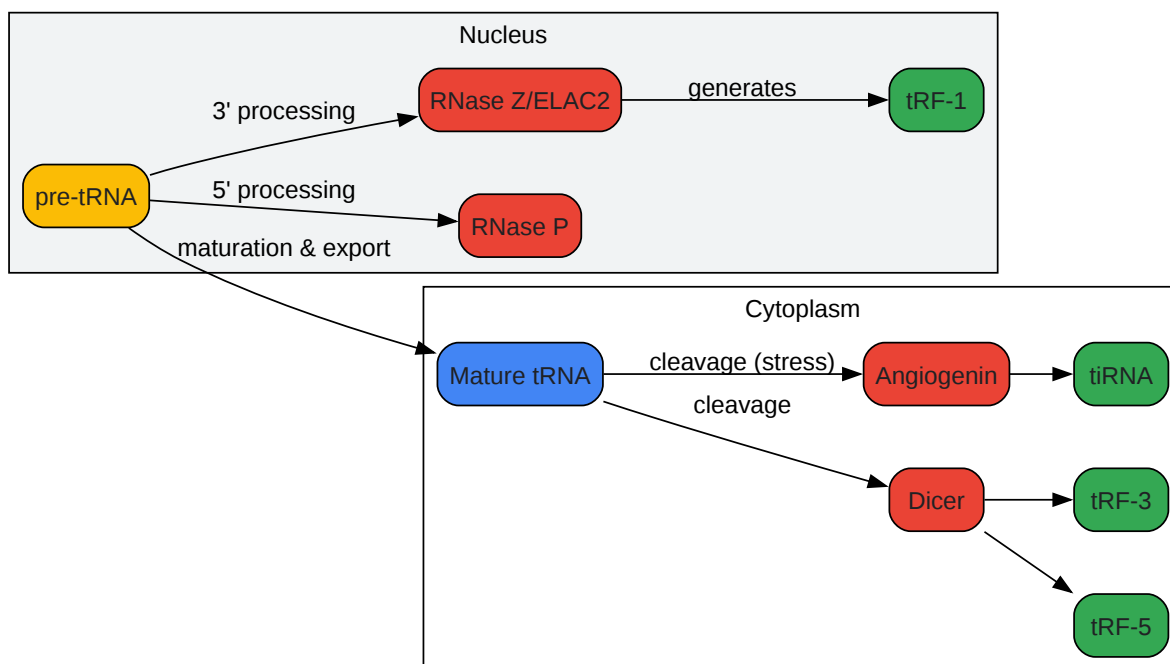 Nucleus
3' processing
RNase Z/ELAC2
generates
tRF-1
pre-tRNA
5' processing
RNase P
maturation & export
Cytoplasm
Mature tRNA
cleavage (stress)
Angiogenin
tiRNA
cleavage
Dicer
tRF-3
tRF-5